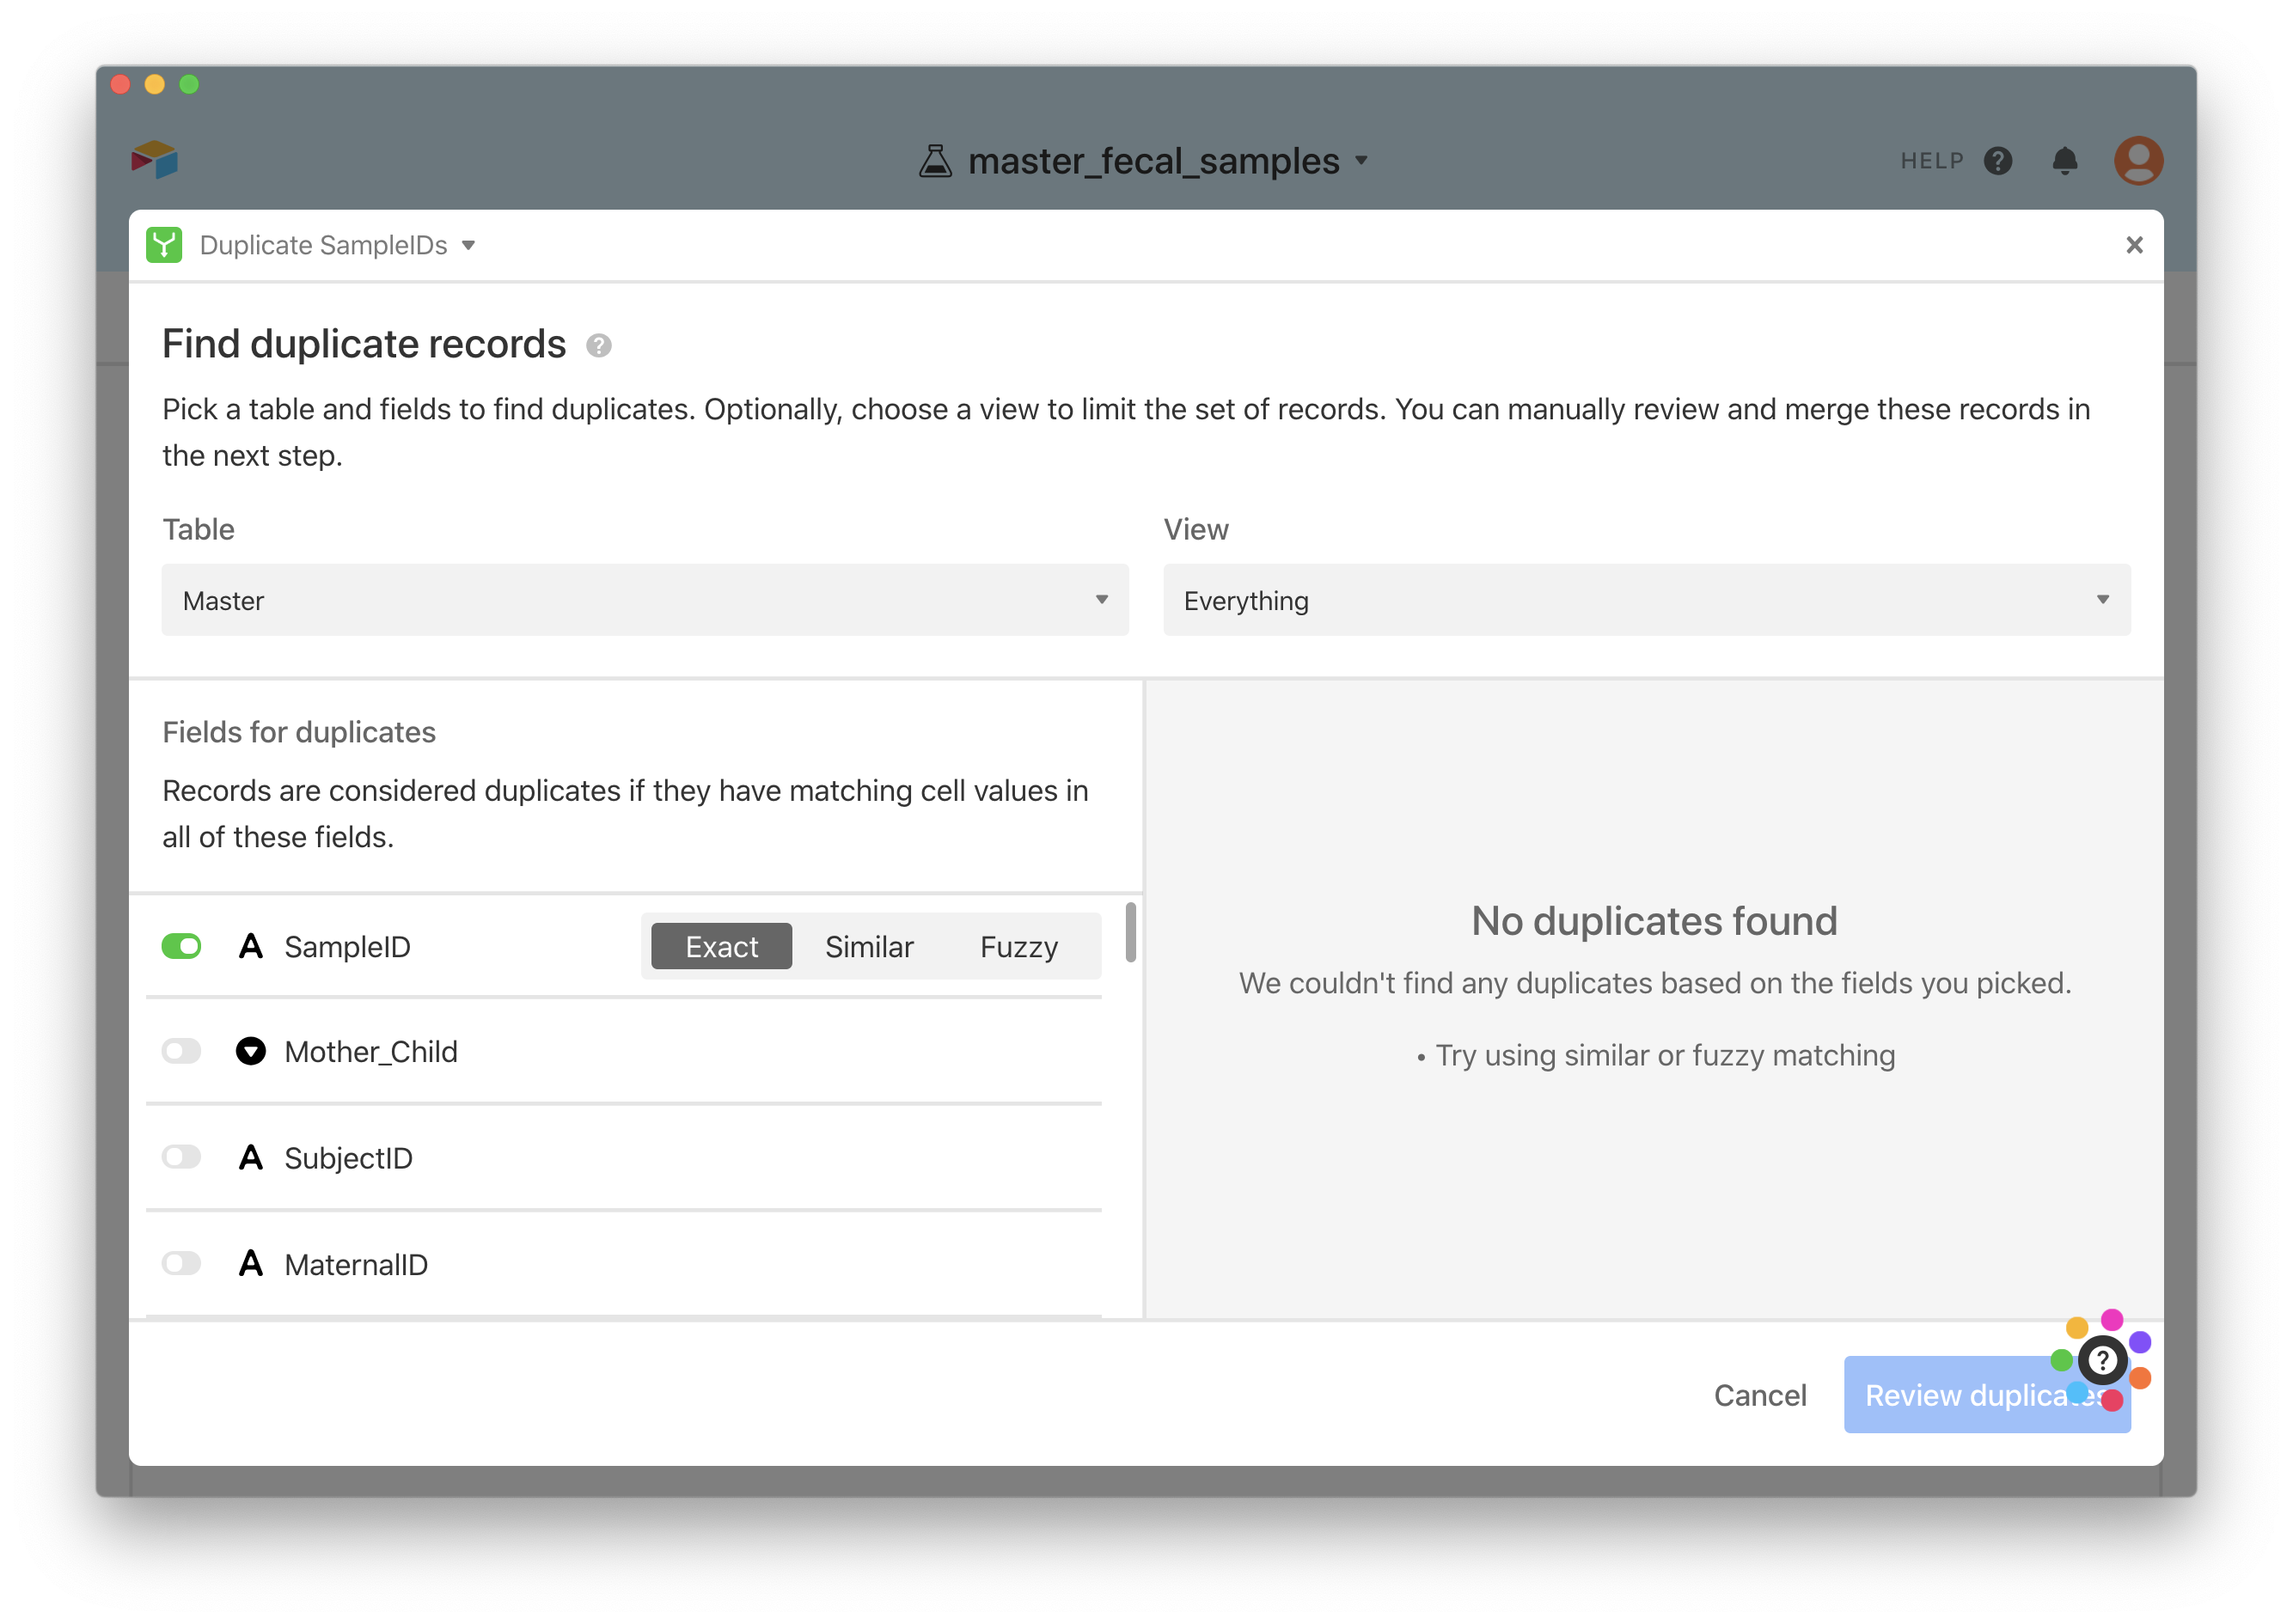 master_fecal_samples
HELP
Duplicate SampleIDs
Find duplicate records
Pick a table and fields to find duplicates. Optionally, choose a view to limit the set of records. You can manually review and merge these records in
the next step.
Table
View
Master
Everything
Fields for duplicates
Records are considered duplicates if they have matching cell values in
all of these fields.
SampleID
Exact
Similar
Fuzzy
Mother_Child
SubjectID
MaternalID
No duplicates found
We couldn't find any duplicates based on the fields you picked.
• Try using similar or fuzzy matching
Cancel
Review duplicates